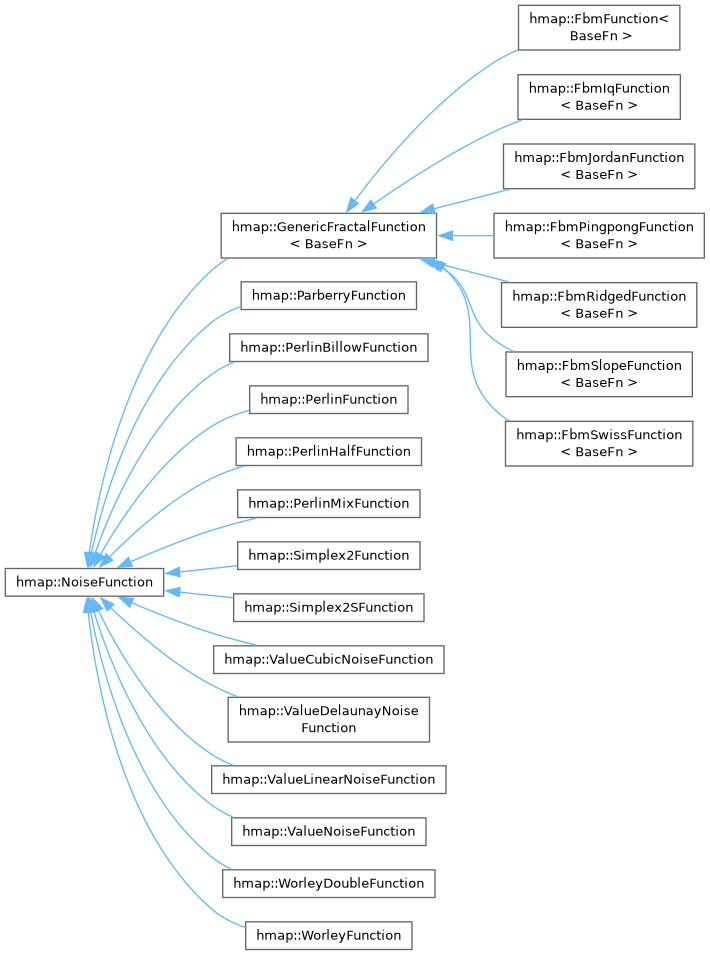 hmap::FbmFunction<
BaseFn >
hmap::FbmIqFunction
< BaseFn >
hmap::FbmJordanFunction
< BaseFn >
hmap::GenericFractalFunction
< BaseFn >
hmap::FbmPingpongFunction
< BaseFn >
hmap::FbmRidgedFunction
< BaseFn >
hmap::FbmSlopeFunction
< BaseFn >
hmap::FbmSwissFunction
< BaseFn >
hmap::ParberryFunction
hmap::PerlinBillowFunction
hmap::PerlinFunction
hmap::PerlinHalfFunction
hmap::PerlinMixFunction
hmap::Simplex2Function
hmap::NoiseFunction
hmap::Simplex2SFunction
hmap::ValueCubicNoiseFunction
hmap::ValueDelaunayNoise
Function
hmap::ValueLinearNoiseFunction
hmap::ValueNoiseFunction
hmap::WorleyDoubleFunction
hmap::WorleyFunction